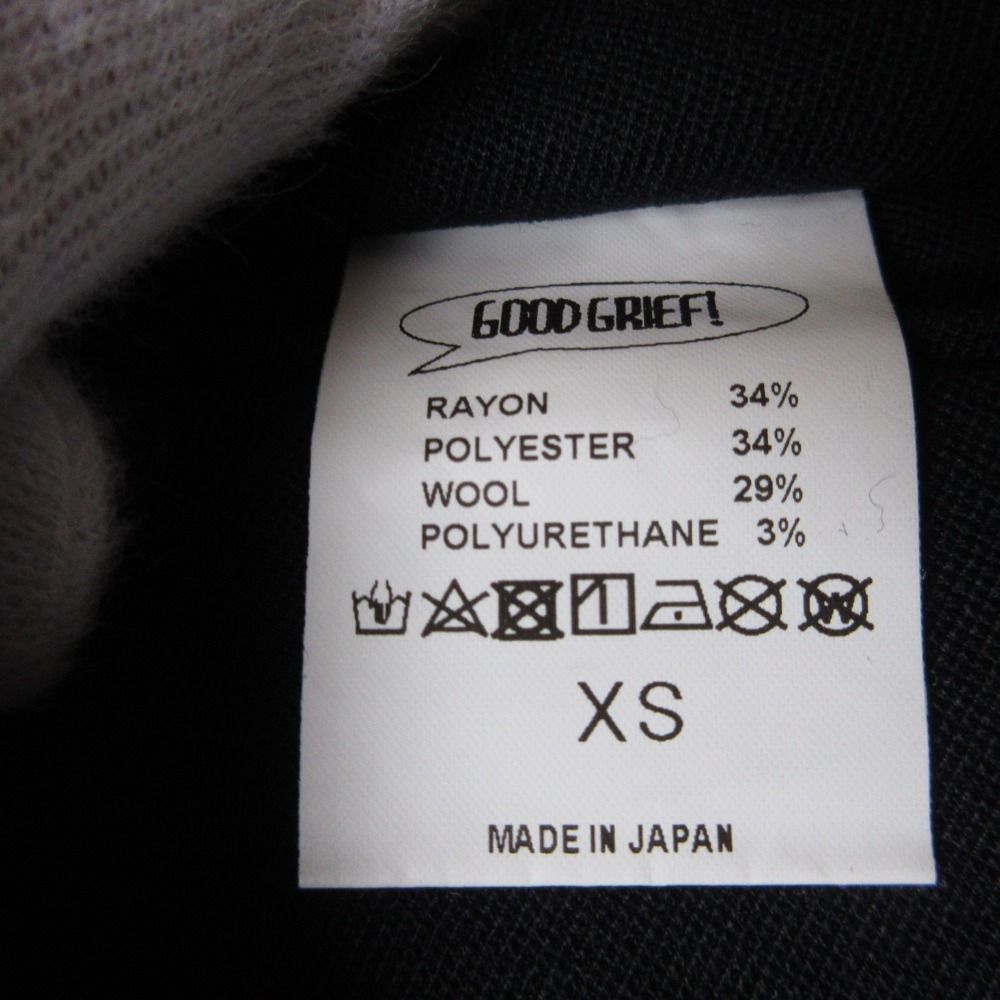 GOOD GRIEF!
RAYON 34%
POLYESTER 34%
WOOL 29%
POLYURETHANE 3%
W
XS
MADE IN JAPAN